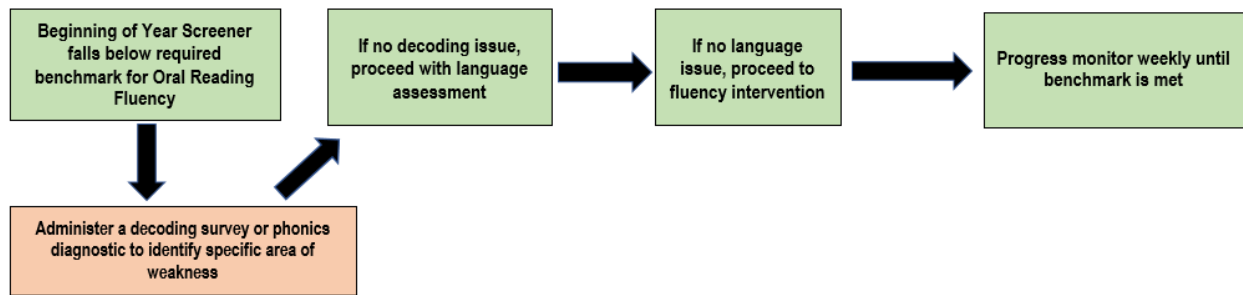 Beginning of Year Screener
falls below required
benchmark for Oral Reading
Fluency
Administer a decoding survey or phonics
diagnostic to identify specific area of
weakness
If no decoding issue,
proceed with language
assessment
If no language
issue, proceed to
fluency intervention
Progress monitor weekly until
benchmark is met